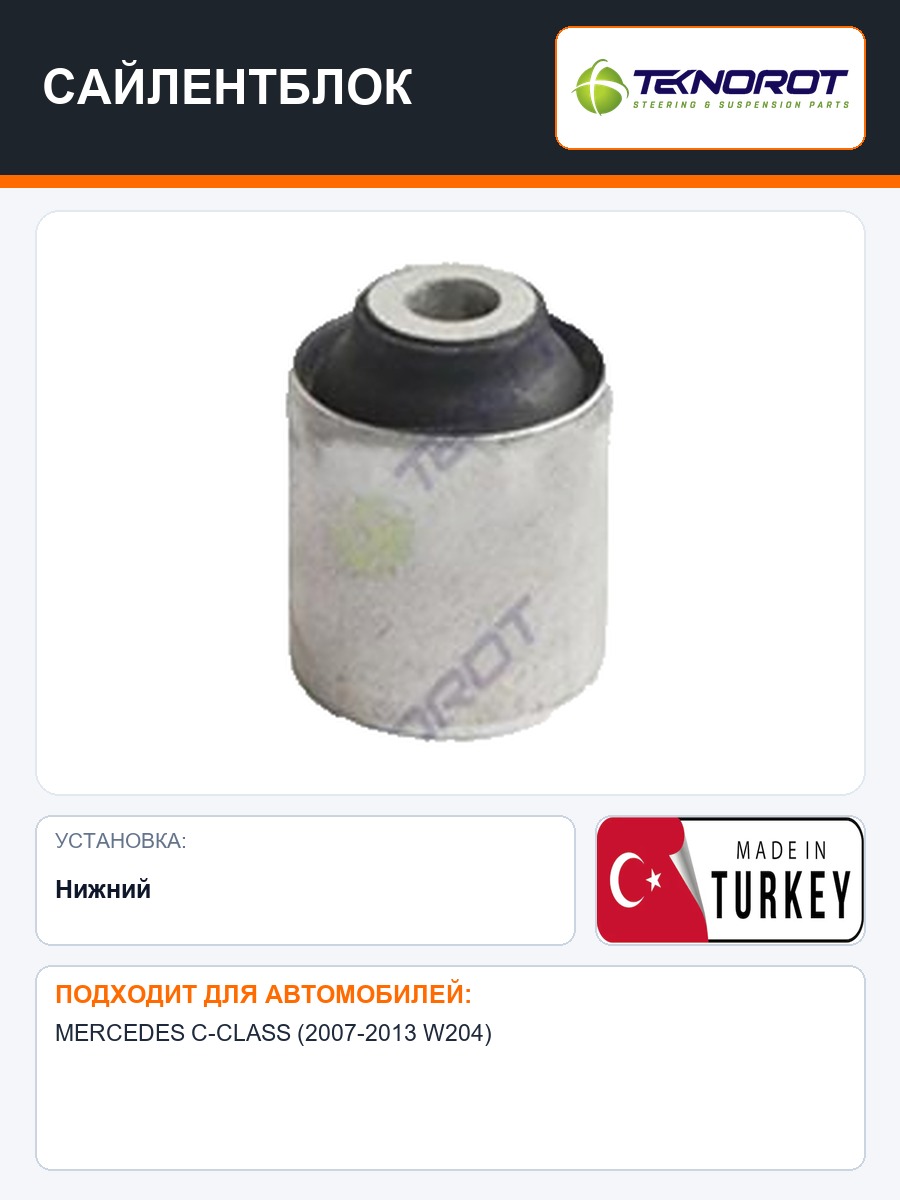 САЙЛЕНТБЛОК
TEKNOROT
STEERING & SUSPENSION PARTS
УСТАНОВКА:
Нижний
MADE IN
TURKEY
ПОДХОДИТ ДЛЯ АВТОМОБИЛЕЙ:
MERCEDES C-CLASS (2007-2013 W204)